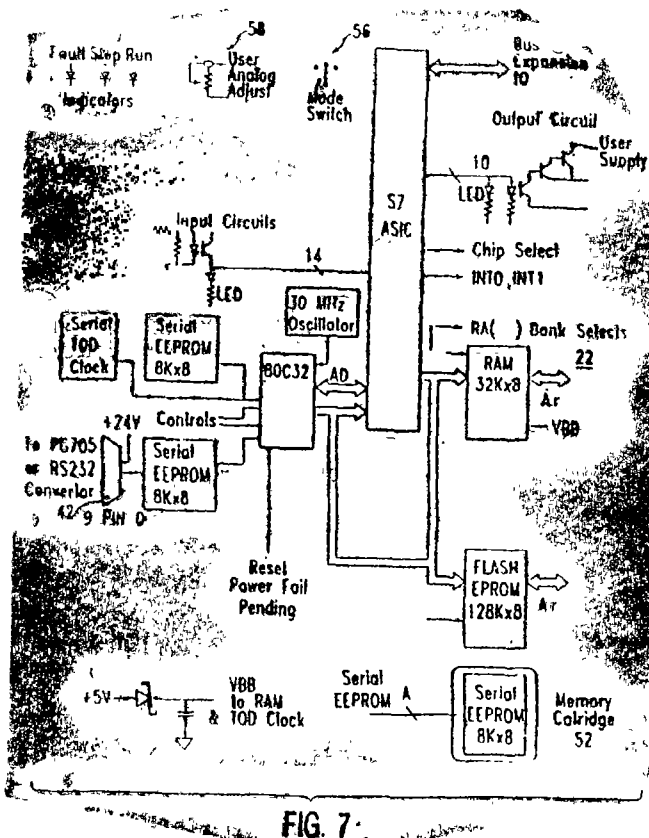 Fault Stop Run
Indicators
58
User
Analog
Adjust
56
Mode
Switch
Bus
Expansion
10
Output Circuit
User
Supply
10
LED
S7
ASIC
Input Circuits
14
LED
Chip Select
INT0, INT1
30 MHz
Oscillator
RA( ) Bank Selects
22
Serial
TOD
Clock
Serial
EEPROM
8Kx8
80C32
AD
RAM
32Kx8
Ar
VBB
Controls
+24V
To PG705
or RS232
Convertor
42
9 PIN D
Serial
EEPROM
8Kx8
Reset
Power Fail
Pending
FLASH
EPROM
128Kx8
Ar
+5V
VBB
to RAM
& TOD Clock
Serial
EEPROM
A
Serial
EEPROM
8Kx8
Memory
Catridge
52
FIG. 7